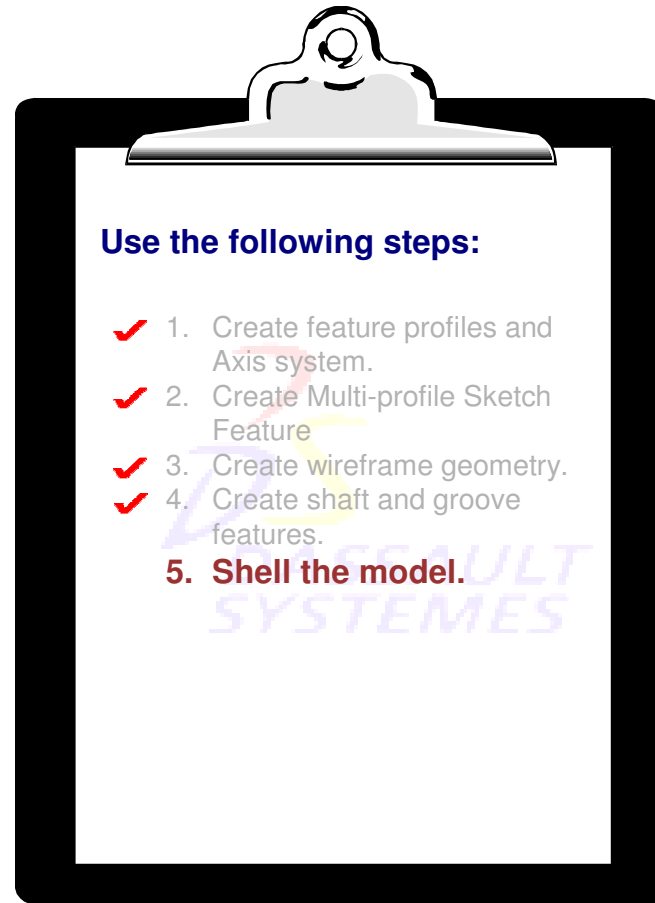 Use the following steps:
1. Create feature profiles and
Axis system.
2. Create Multi-profile Sketch
Feature
3. Create wireframe geometry.
4. Create shaft and groove
features.
5. Shell the model.
DASSAULT
SYSTEMES